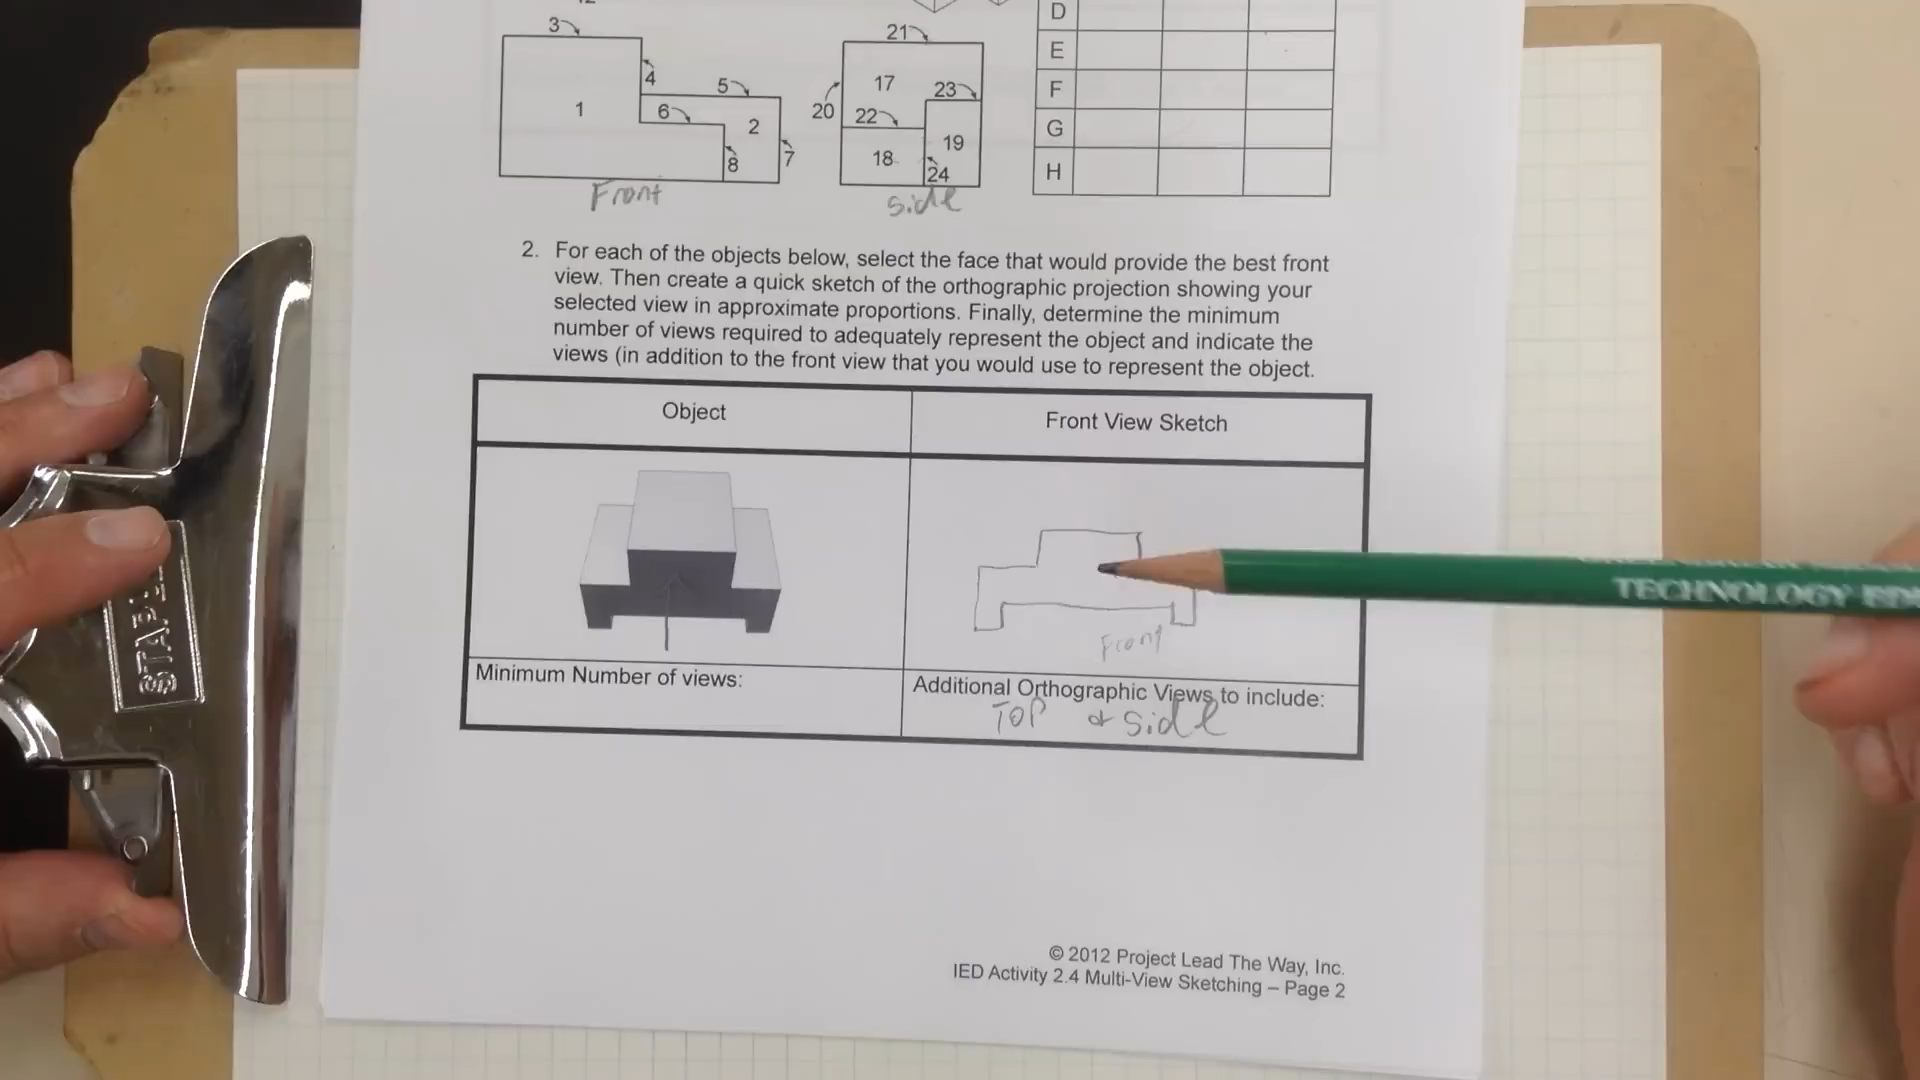 3
4
5
6
1
2
7
8
Front
21
17
23
20
22
19
18
24
side
D
E
F
G
H
2. For each of the objects below, select the face that would provide the best front
view. Then create a quick sketch of the orthographic projection showing your
selected view in approximate proportions. Finally, determine the minimum
number of views required to adequately represent the object and indicate the
views (in addition to the front view that you would use to represent the object.
Object
Front View Sketch
Front
Minimum Number of views:
Additional Orthographic Views to include:
TOP or side
© 2012 Project Lead The Way, Inc.
IED Activity 2.4 Multi-View Sketching – Page 2
TECHNOLOGY